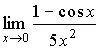 lim x→0 (1 − cos x) / (5x²)